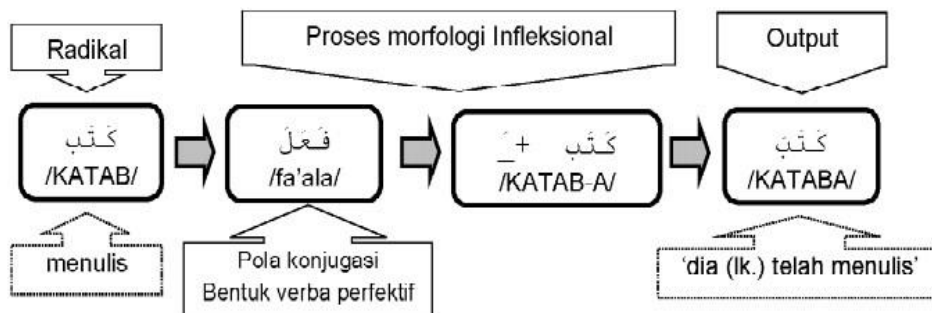 Radikal
Proses morfologi Infleksional
Output
كَتَب
/KATAB/
فَعَلَ
/fa'ala/
كَتَب + _َ
/KATAB-A/
كَتَبَ
/KATABA/
menulis
Pola konjugasi
Bentuk verba perfektif
'dia (lk.) telah menulis'